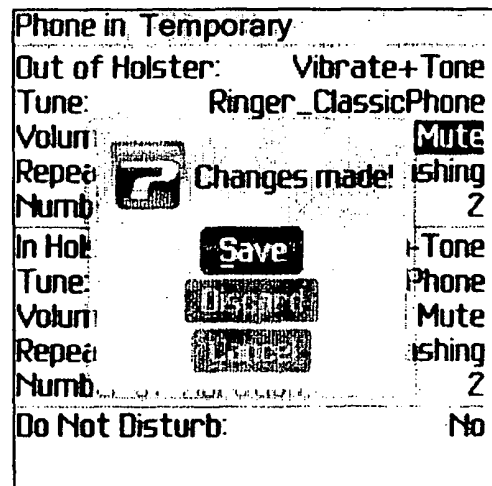 Phone in Temporary
Out of Holster: Vibrate+Tone
Tune: Ringer_ClassicPhone
Volum Mute
Repea ishing
Numb 2
Changes made!
Save
Discard
Cancel
In Hol +Tone
Tune: Phone
Volum Mute
Repea ishing
Numb 2
Do Not Disturb: No